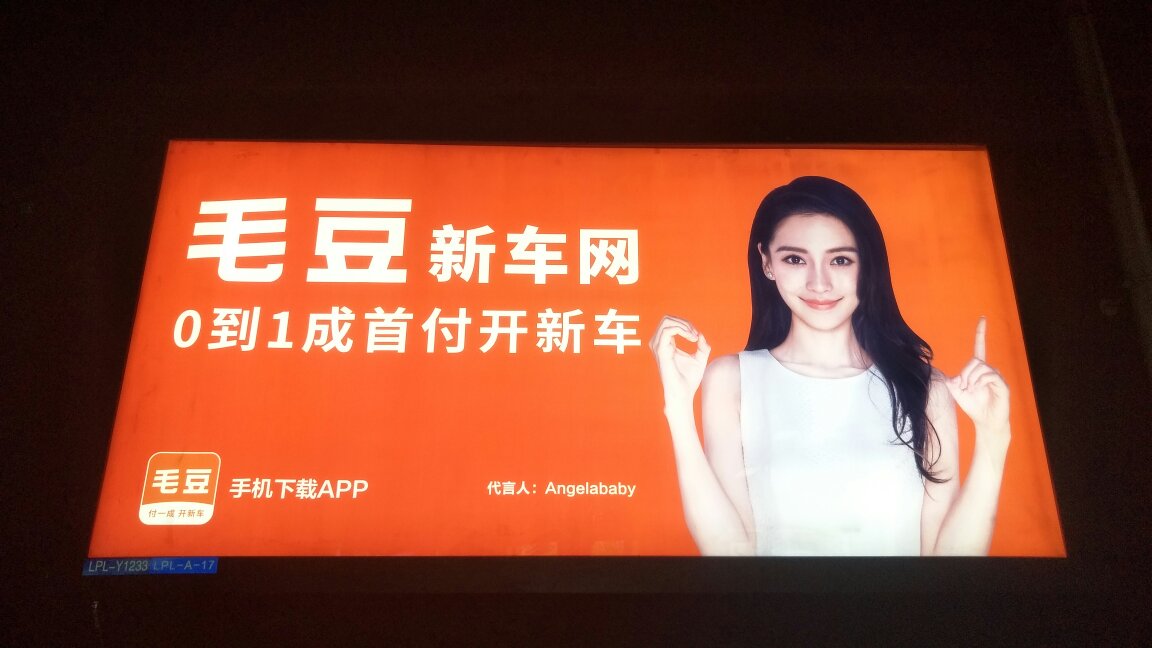 毛豆新车网
0到1成首付开新车
毛豆
付一成 开新车
手机下载APP
代言人：Angelababy
LPL-Y1233 LPL-A-17